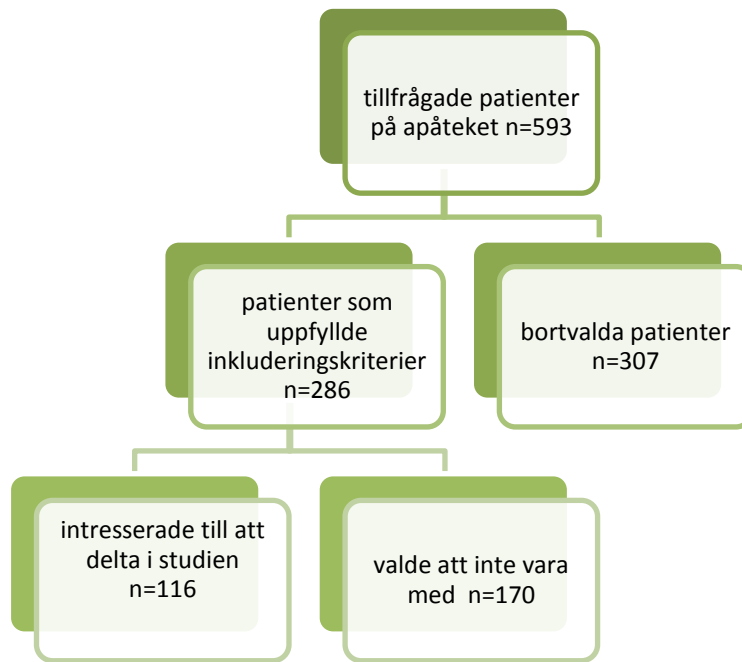 tillfrågade patienter
på apåteket n=593
patienter som
uppfyllde
inkluderingskriterier
n=286
bortvalda patienter
n=307
intresserade till att
delta i studien
n=116
valde att inte vara
med n=170